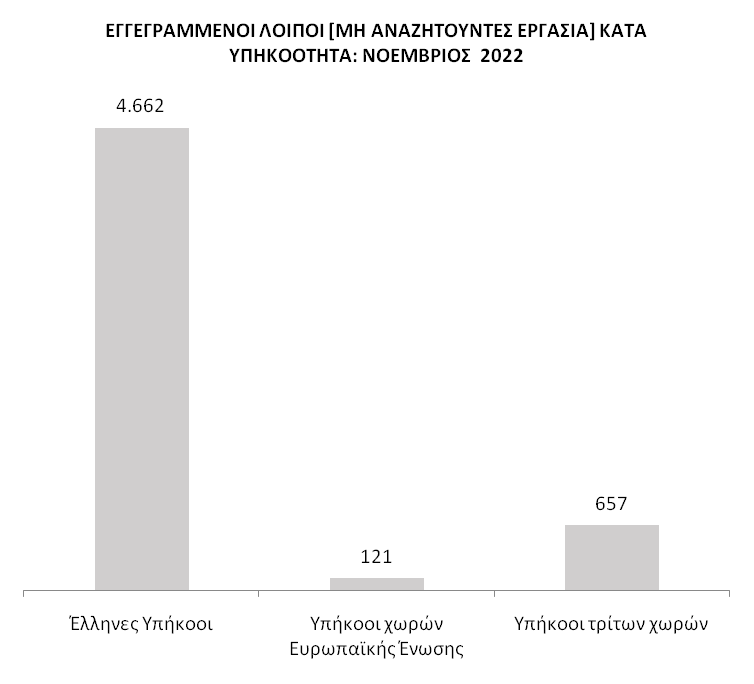 ΕΓΓΕΓΡΑΜΜΕΝΟΙ ΛΟΙΠΟΙ [ΜΗ ΑΝΑΖΗΤΟΥΝΤΕΣ ΕΡΓΑΣΙΑ] ΚΑΤΑ
ΥΠΗΚΟΟΤΗΤΑ: ΝΟΕΜΒΡΙΟΣ 2022
4.662
121
657
Έλληνες Υπήκοοι
Υπήκοοι χωρών
Ευρωπαϊκής Ένωσης
Υπήκοοι τρίτων χωρών